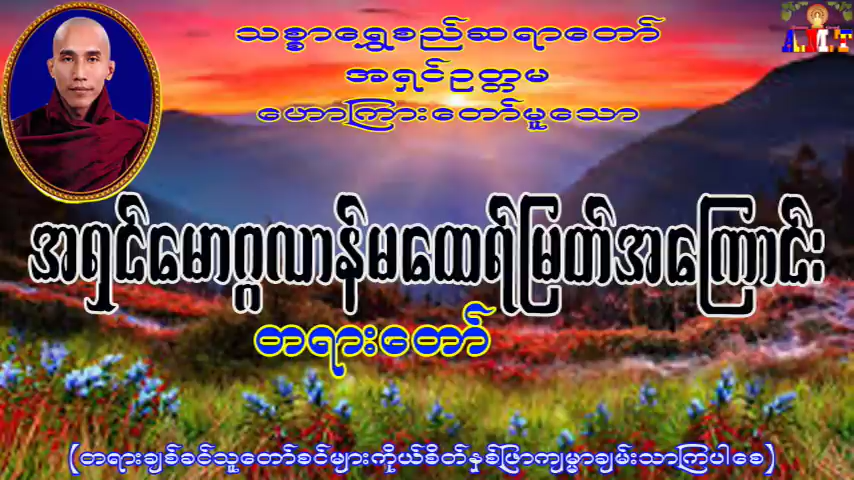 သစ္စာရွှေစည်ဆရာတော်
အရှင်ဥတ္တမ
ဟောကြားတော်မူသော
အရှင်မောဂ္ဂလာန်မထေရ်မြတ်အကြောင်း
တရားတော်
(တရားချစ်ခင်သူတော်စင်များကိုယ်စိတ်နှစ်ဖြာကျမ္မာချမ်းသာကြပါစေ)
A.U.T